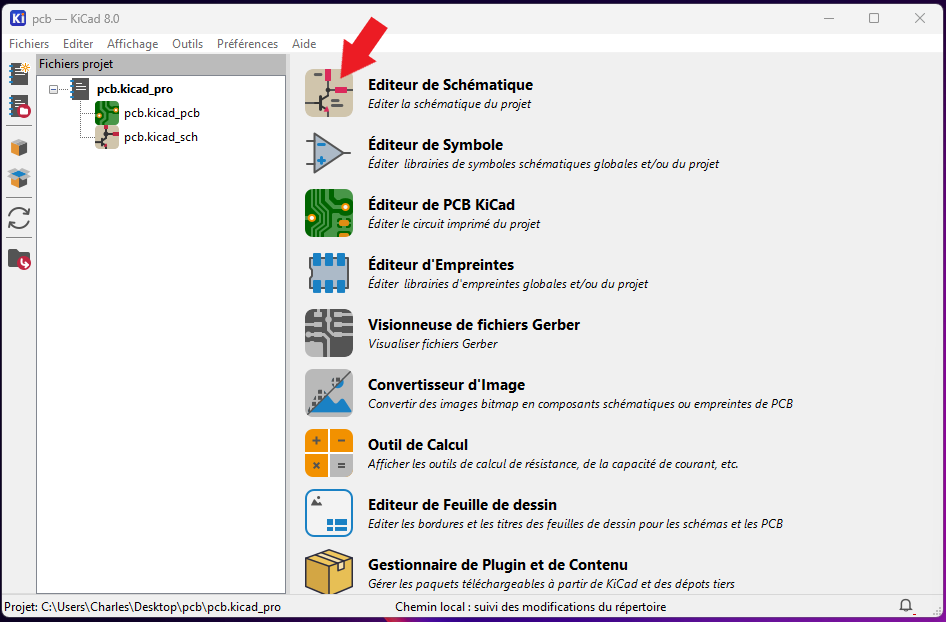 pcb — KiCad 8.0
Fichiers Editer Affichage Outils Préférences Aide
Fichiers projet
pcb.kicad_pro
pcb.kicad_pcb
pcb.kicad_sch
Editeur de Schématique
Editer la schématique du projet
Éditeur de Symbole
Éditer librairies de symboles schématiques globales et/ou du projet
Éditeur de PCB KiCad
Éditer le circuit imprimé du projet
Éditeur d'Empreintes
Éditer librairies d'empreintes globales et/ou du projet
Visionneuse de fichiers Gerber
Visualiser fichiers Gerber
Convertisseur d'Image
Convertir des images bitmap en composants schématiques ou empreintes de PCB
Outil de Calcul
Afficher les outils de calcul de résistance, de la capacité de courant, etc.
Editeur de Feuille de dessin
Editer les bordures et les titres des feuilles de dessin pour les schémas et les PCB
Gestionnaire de Plugin et de Contenu
Gérer les paquets téléchargeables à partir de KiCad et des dépots tiers
Projet: C:\Users\Charles\Desktop\pcb\pcb.kicad_pro
Chemin local : suivi des modifications du répertoire